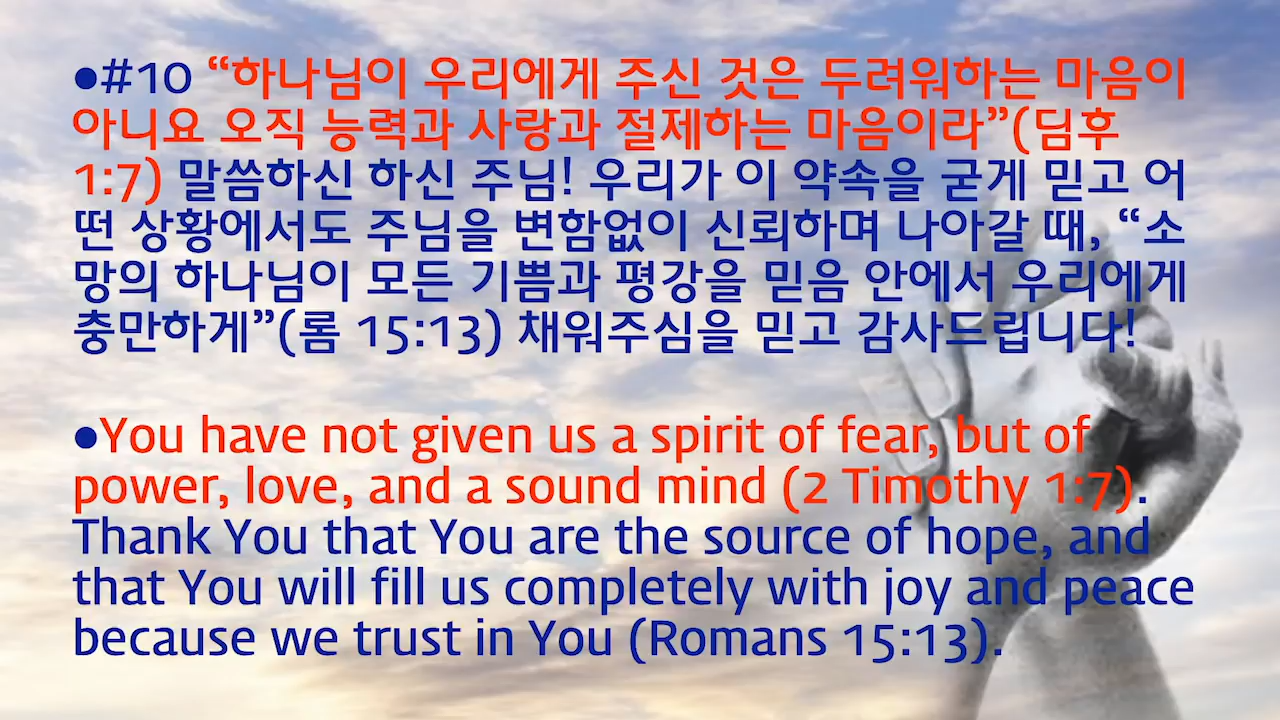 ●#10 “하나님이 우리에게 주신 것은 두려워하는 마음이
아니요 오직 능력과 사랑과 절제하는 마음이라”(딤후
1:7) 말씀하신 하신 주님! 우리가 이 약속을 굳게 믿고 어
떤 상황에서도 주님을 변함없이 신뢰하며 나아갈 때, “소
망의 하나님이 모든 기쁨과 평강을 믿음 안에서 우리에게
충만하게”(롬 15:13) 채워주심을 믿고 감사드립니다!
●You have not given us a spirit of fear, but of
power, love, and a sound mind (2 Timothy 1:7).
Thank You that You are the source of hope, and
that You will fill us completely with joy and peace
because we trust in You (Romans 15:13).